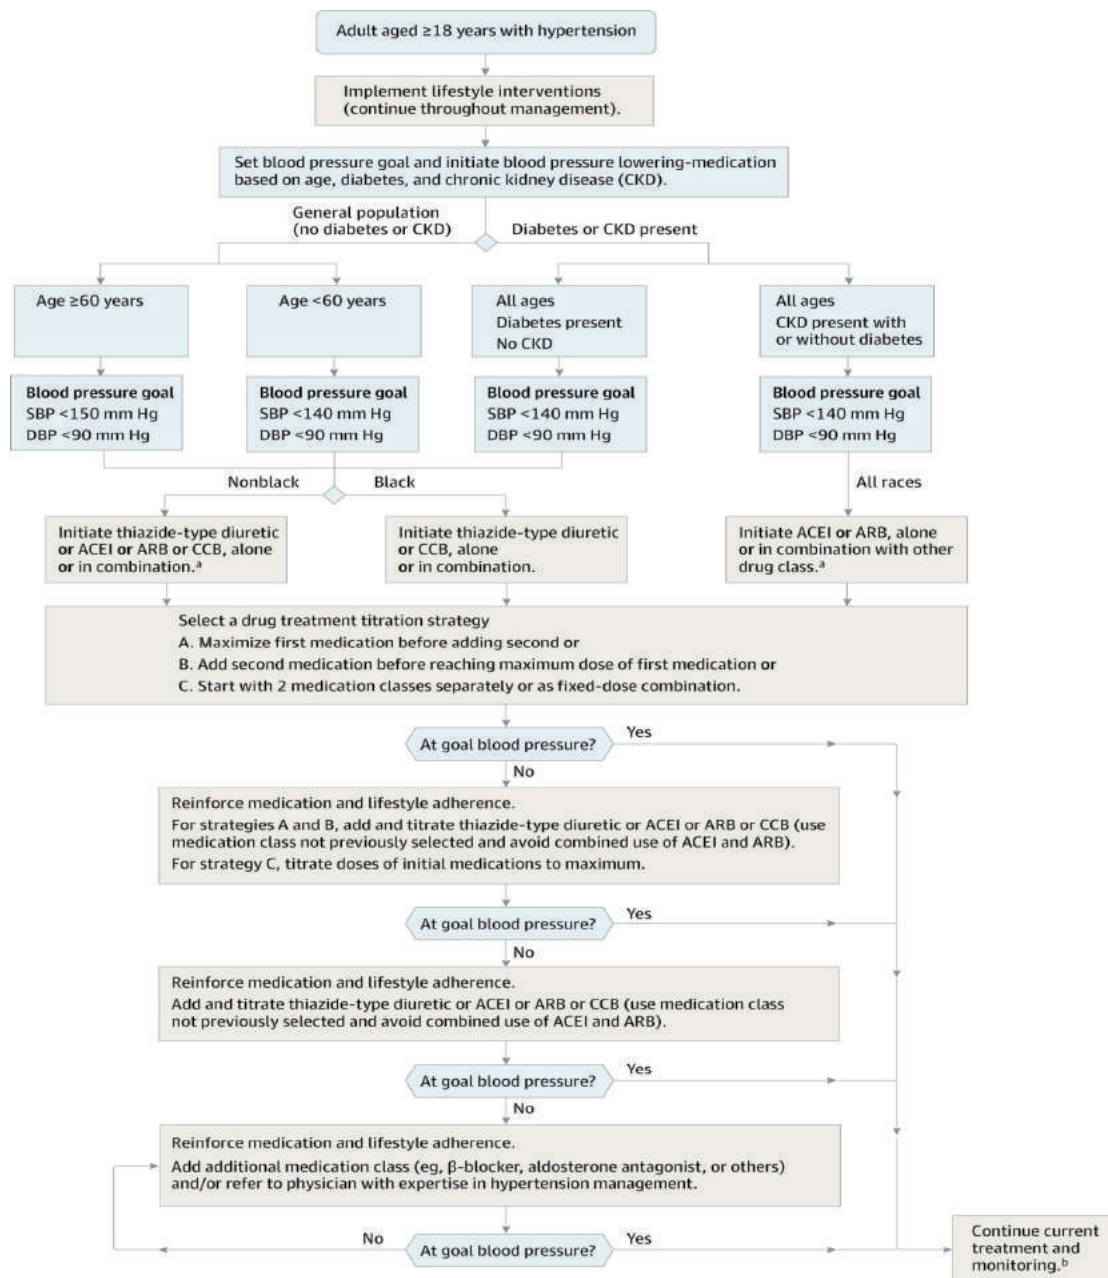 Adult aged ≥18 years with hypertension
Implement lifestyle interventions
(continue throughout management).
Set blood pressure goal and initiate blood pressure lowering-medication
based on age, diabetes, and chronic kidney disease (CKD).
General population
(no diabetes or CKD)
Diabetes or CKD present
Age ≥60 years
Age <60 years
All ages
Diabetes present
No CKD
All ages
CKD present with
or without diabetes
Blood pressure goal
SBP <150 mm Hg
DBP <90 mm Hg
Blood pressure goal
SBP <140 mm Hg
DBP <90 mm Hg
Blood pressure goal
SBP <140 mm Hg
DBP <90 mm Hg
Blood pressure goal
SBP <140 mm Hg
DBP <90 mm Hg
Nonblack
Black
All races
Initiate thiazide-type diuretic
or ACEI or ARB or CCB, alone
or in combination.ᵃ
Initiate thiazide-type diuretic
or CCB, alone
or in combination.
Initiate ACEI or ARB, alone
or in combination with other
drug class.ᵃ
Select a drug treatment titration strategy
A. Maximize first medication before adding second or
B. Add second medication before reaching maximum dose of first medication or
C. Start with 2 medication classes separately or as fixed-dose combination.
At goal blood pressure?
Yes
No
Reinforce medication and lifestyle adherence.
For strategies A and B, add and titrate thiazide-type diuretic or ACEI or ARB or CCB (use
medication class not previously selected and avoid combined use of ACEI and ARB).
For strategy C, titrate doses of initial medications to maximum.
At goal blood pressure?
Yes
No
Reinforce medication and lifestyle adherence.
Add and titrate thiazide-type diuretic or ACEI or ARB or CCB (use medication class
not previously selected and avoid combined use of ACEI and ARB).
At goal blood pressure?
Yes
No
Reinforce medication and lifestyle adherence.
Add additional medication class (eg, β-blocker, aldosterone antagonist, or others)
and/or refer to physician with expertise in hypertension management.
No
At goal blood pressure?
Yes
Continue current
treatment and
monitoring.ᵇ